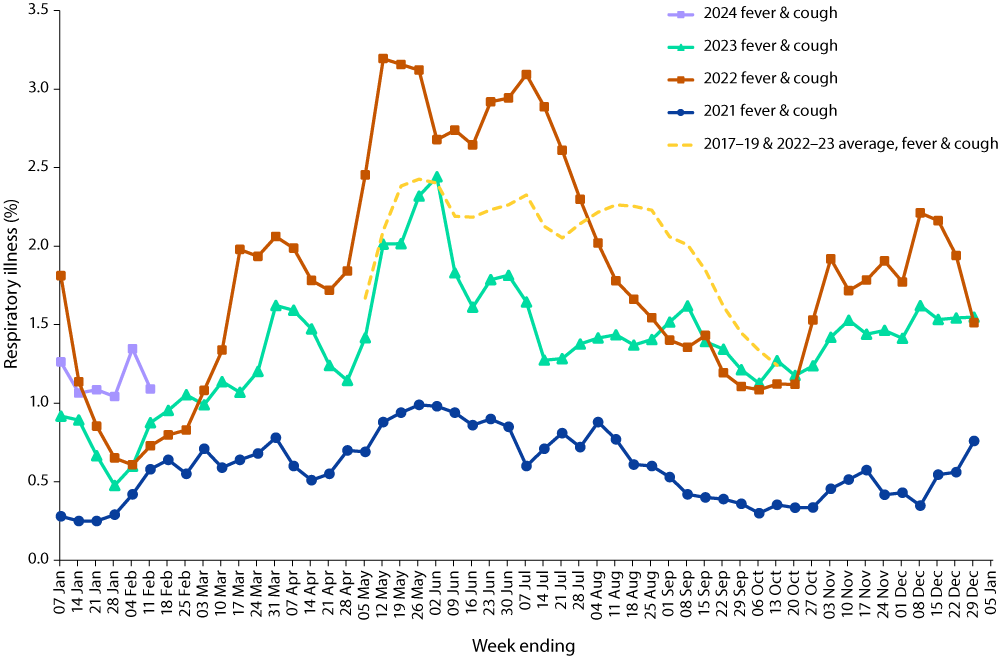 3.5
3.0
2.5
2.0
1.5
1.0
0.5
0.0
Respiratory illness (%)
2024 fever & cough
2023 fever & cough
2022 fever & cough
2021 fever & cough
2017–19 & 2022–23 average, fever & cough
07 Jan
14 Jan
21 Jan
28 Jan
04 Feb
11 Feb
18 Feb
25 Feb
03 Mar
10 Mar
17 Mar
24 Mar
31 Mar
07 Apr
14 Apr
21 Apr
28 Apr
05 May
12 May
19 May
26 May
02 Jun
09 Jun
16 Jun
23 Jun
30 Jun
07 Jul
14 Jul
21 Jul
28 Jul
04 Aug
11 Aug
18 Aug
25 Aug
01 Sep
08 Sep
15 Sep
22 Sep
29 Sep
06 Oct
13 Oct
20 Oct
27 Oct
03 Nov
10 Nov
17 Nov
24 Nov
01 Dec
08 Dec
15 Dec
22 Dec
29 Dec
05 Jan
Week ending